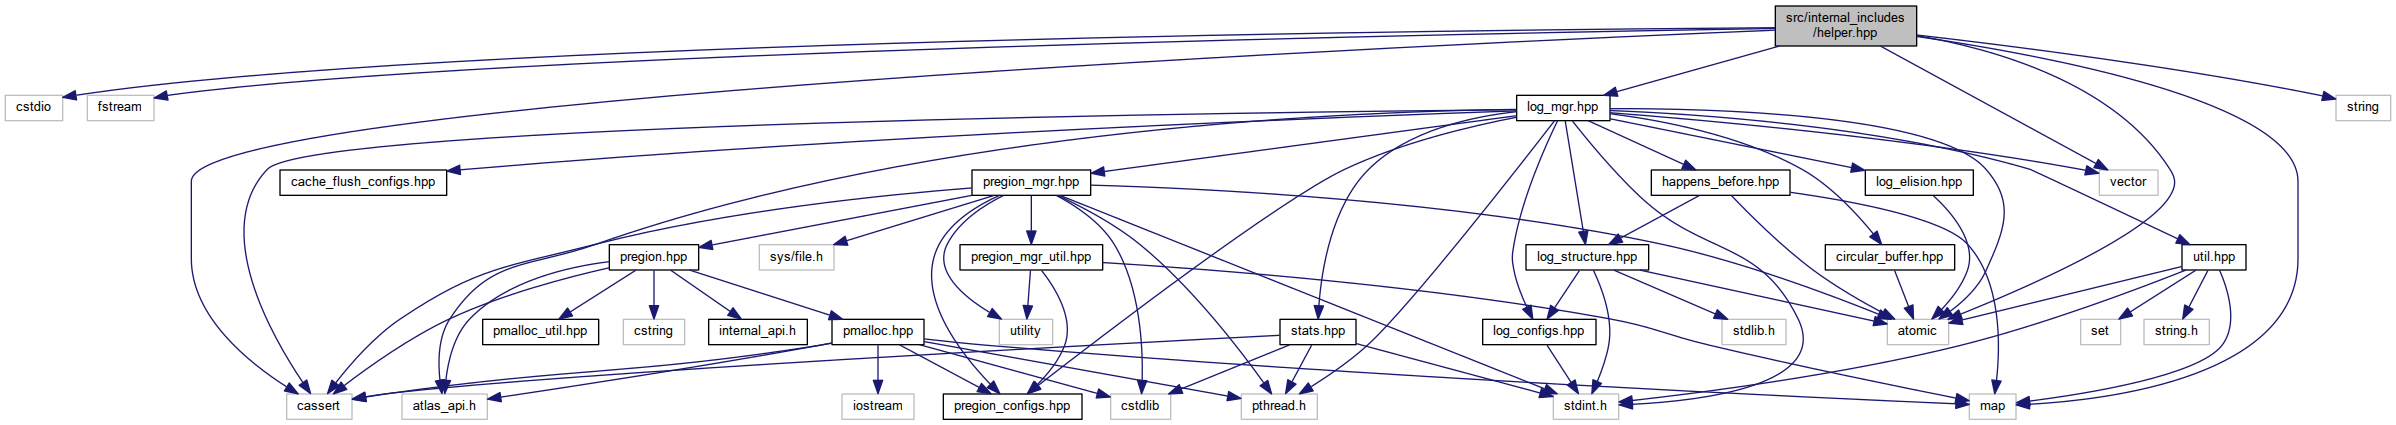 src/internal_includes
/helper.hpp
cstdio
fstream
log_mgr.hpp
string
cache_flush_configs.hpp
pregion_mgr.hpp
happens_before.hpp
log_elision.hpp
vector
pregion.hpp
sys/file.h
pregion_mgr_util.hpp
log_structure.hpp
circular_buffer.hpp
util.hpp
pmalloc_util.hpp
cstring
internal_api.h
pmalloc.hpp
utility
stats.hpp
log_configs.hpp
stdlib.h
atomic
set
string.h
cassert
atlas_api.h
iostream
pregion_configs.hpp
cstdlib
pthread.h
stdint.h
map